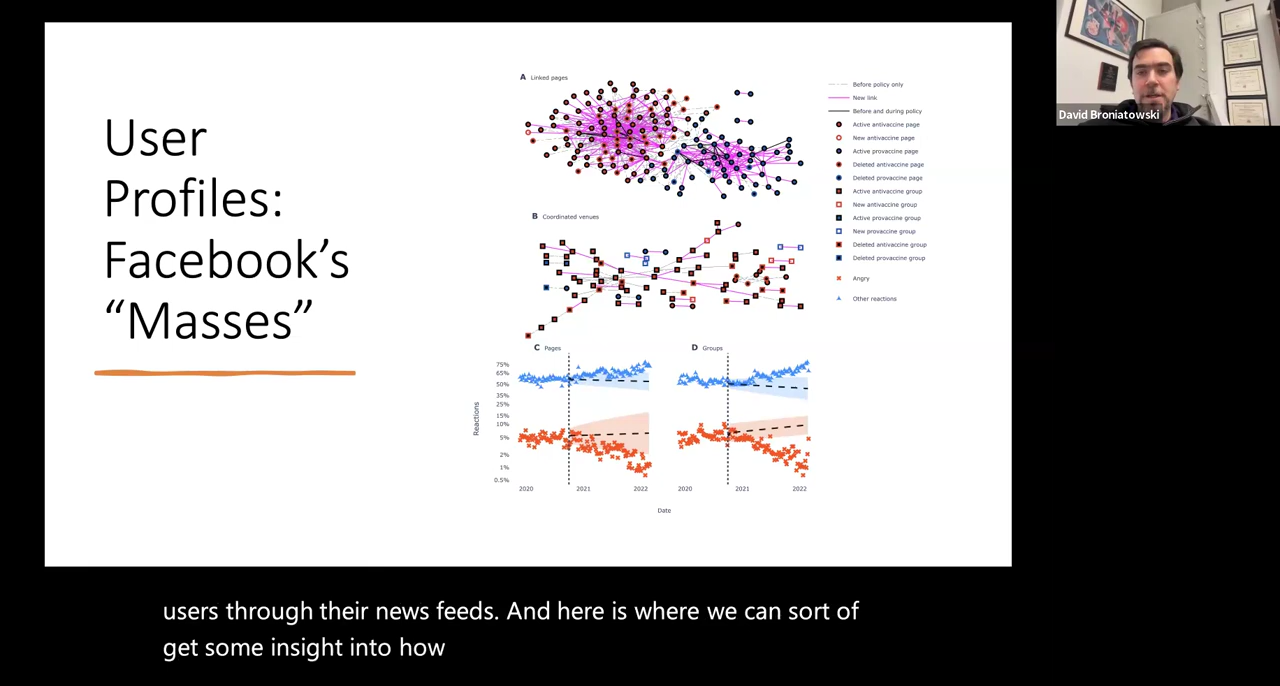 User
Profiles:
Facebook’s
“Masses”
A Linked pages
B Coordinated venues
C Pages
D Groups
Before policy only
New link
Before and during policy
Active antivaccine page
New antivaccine page
Active provaccine page
Deleted antivaccine page
Deleted provaccine page
Active antivaccine group
New antivaccine group
Active provaccine group
New provaccine group
Deleted antivaccine group
Deleted provaccine group
Angry
Other reactions
Reactions
75%
65%
50%
35%
25%
15%
10%
5%
2%
1%
0.5%
2020
2021
2022
2020
2021
2022
Date
David Broniatowski
users through their news feeds. And here is where we can sort of
get some insight into how